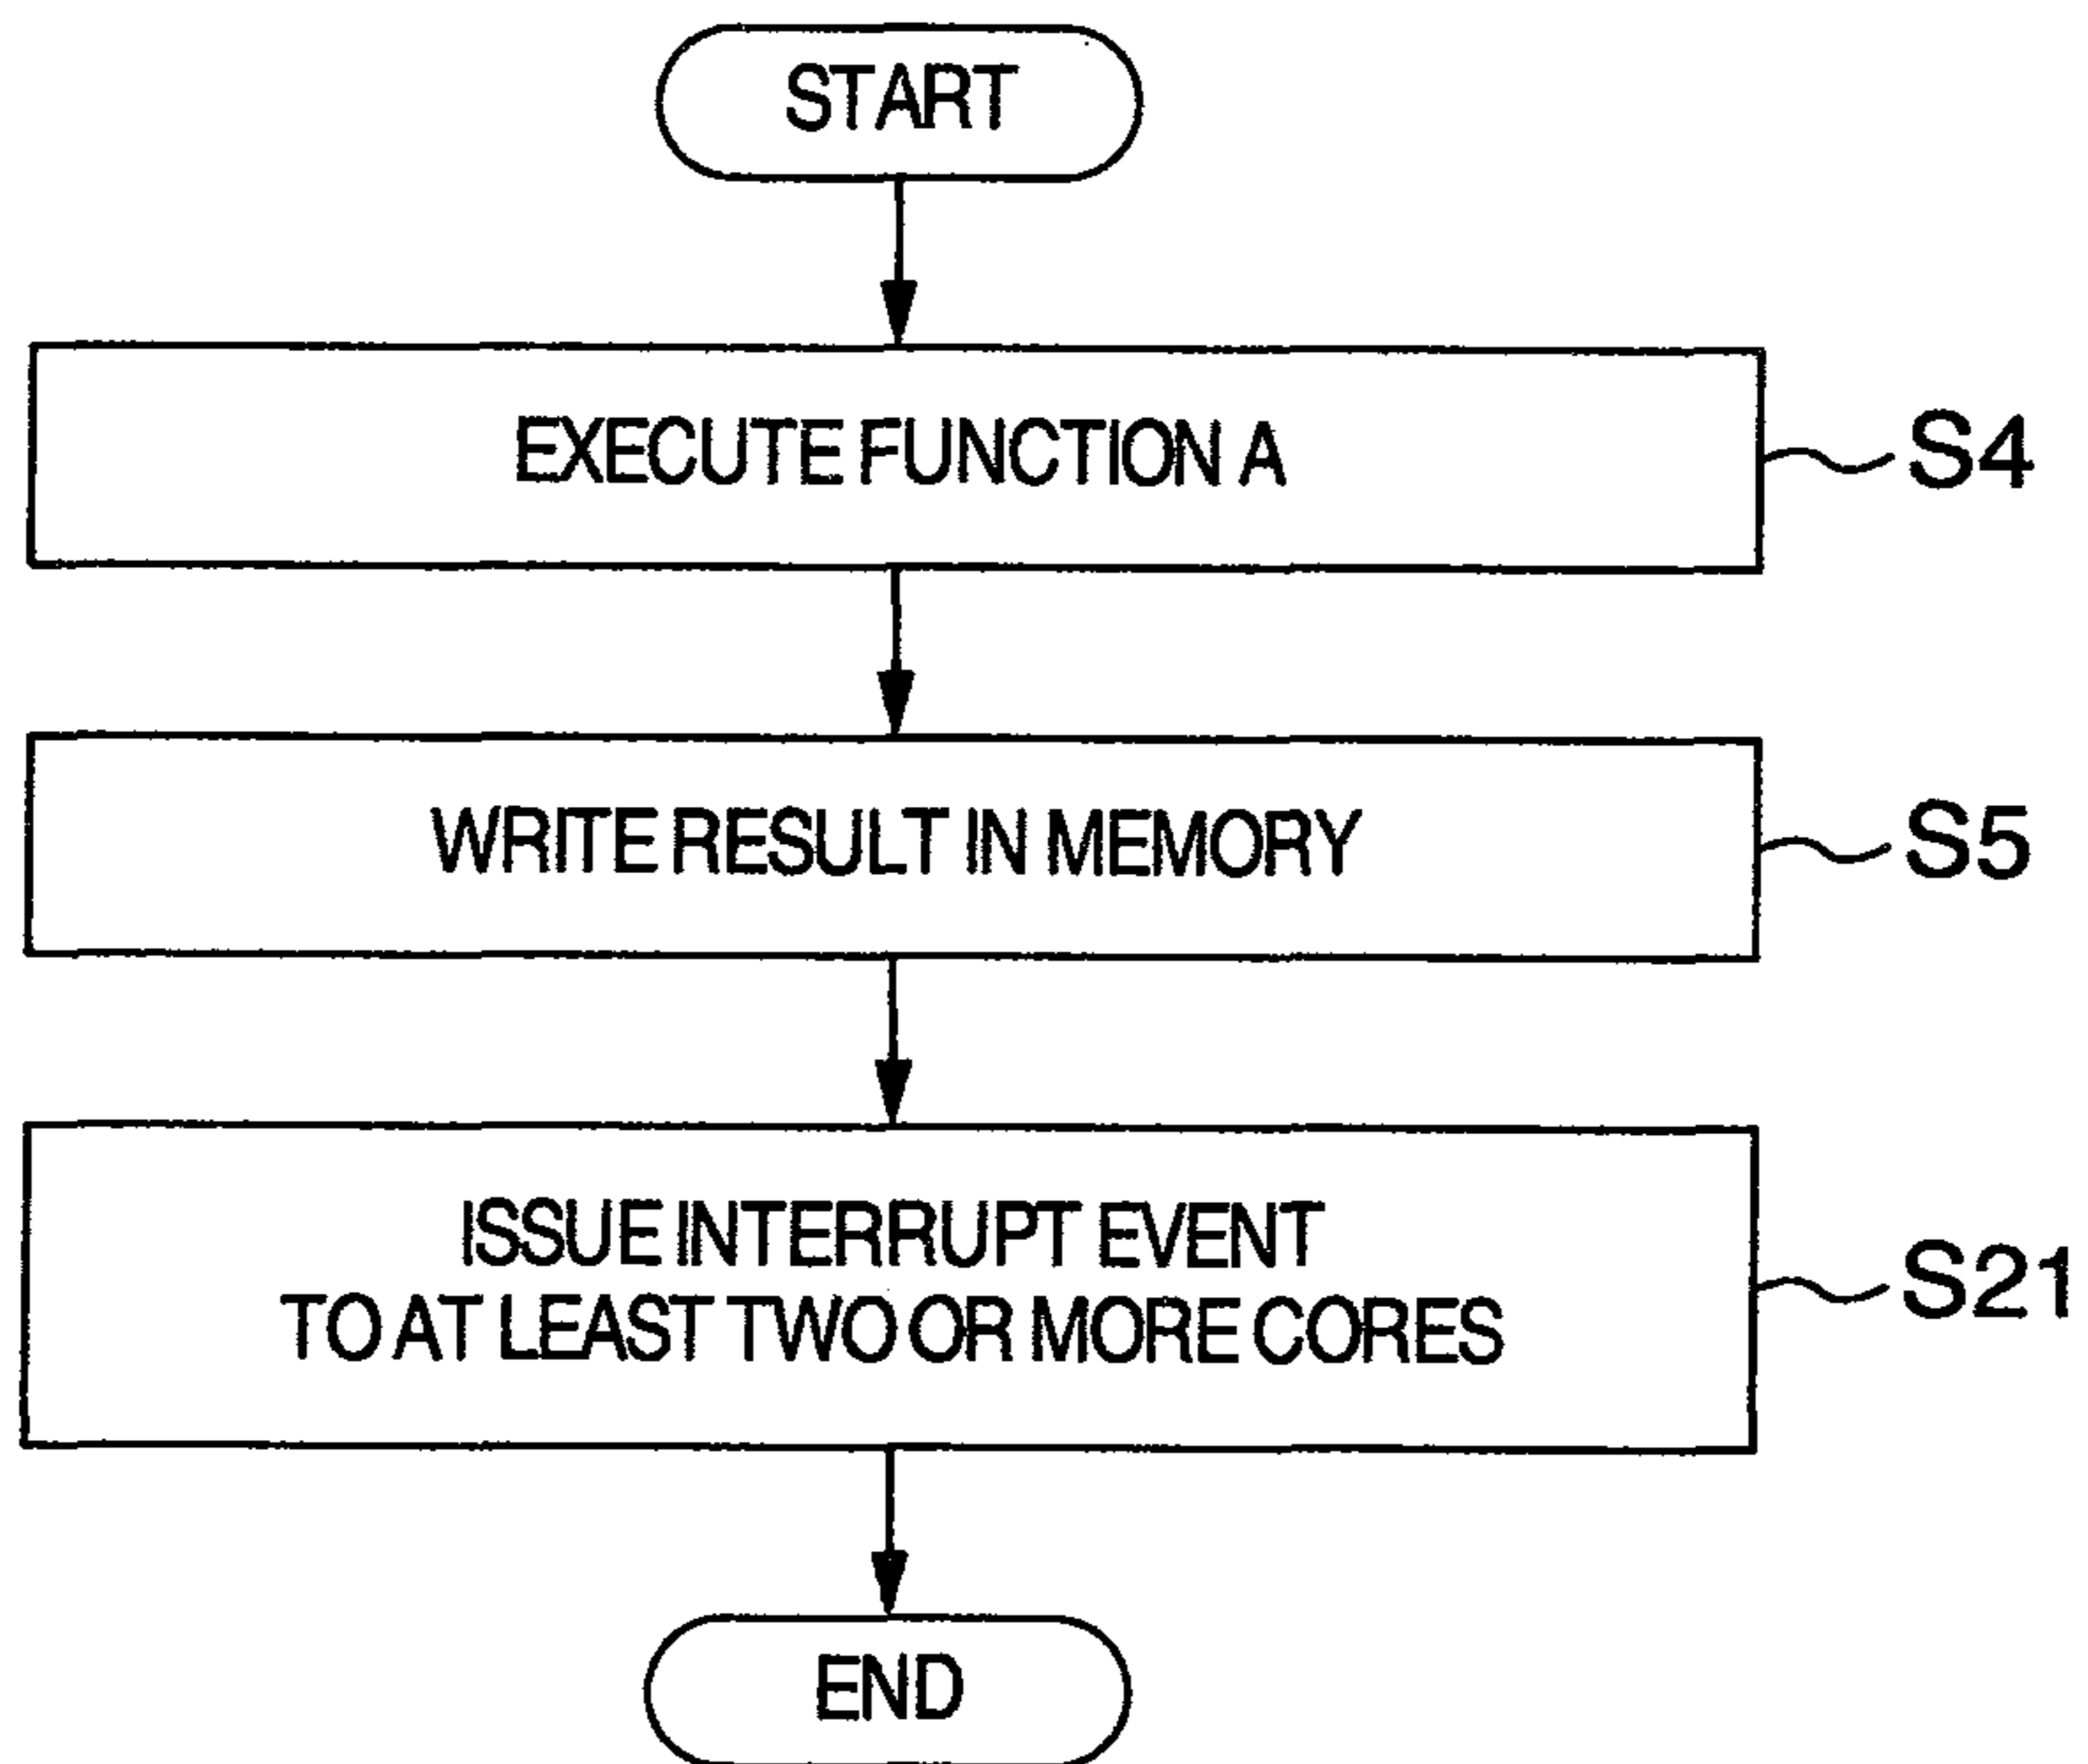 START
EXECUTE FUNCTION A
S4
WRITE RESULT IN MEMORY
S5
ISSUE INTERRUPT EVENT
TO AT LEAST TWO OR MORE CORES
S21
END